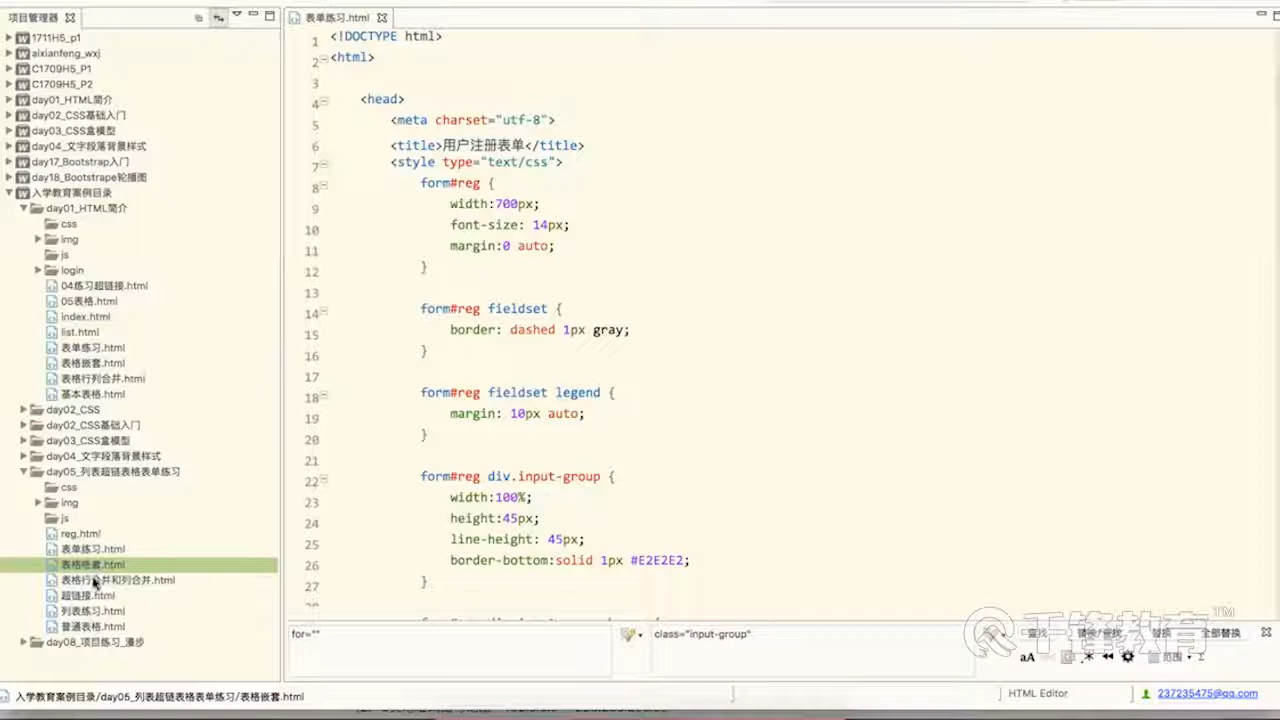 项目管理器
1711H5_p1
aixianfeng_wxj
C1709H5_P1
C1709H5_P2
day01_HTML简介
day02_CSS基础入门
day03_CSS盒模型
day04_文字段落背景样式
day17_Bootstrap入门
day18_Bootstrape轮播图
入学教育案例目录
day01_HTML简介
css
img
js
login
04练习超链接.html
05表格.html
index.html
list.html
表单练习.html
表格嵌套.html
表格行列合并.html
基本表格.html
day02_CSS
day02_CSS基础入门
day03_CSS盒模型
day04_文字段落背景样式
day05_列表超链表格表单练习
css
img
js
reg.html
表单练习.html
表格嵌套.html
表格行合并和列合并.html
超链接.html
列表练习.html
普通表格.html
day08_项目练习_漫步
表单练习.html
1 <!DOCTYPE html>
2 <html>
3
4 <head>
5 <meta charset="utf-8">
6 <title>用户注册表单</title>
7 <style type="text/css">
8 form#reg {
9 width:700px;
10 font-size: 14px;
11 margin:0 auto;
12 }
13
14 form#reg fieldset {
15 border: dashed 1px gray;
16 }
17
18 form#reg fieldset legend {
19 margin: 10px auto;
20 }
21
22 form#reg div.input-group {
23 width:100%;
24 height:45px;
25 line-height: 45px;
26 border-bottom:solid 1px #E2E2E2;
27 }
for=""
class="input-group"
千锋教育™
全部替换
aA
范围
入学教育案例目录/day05_列表超链表格表单练习/表格嵌套.html
HTML Editor
237235475@qq.com